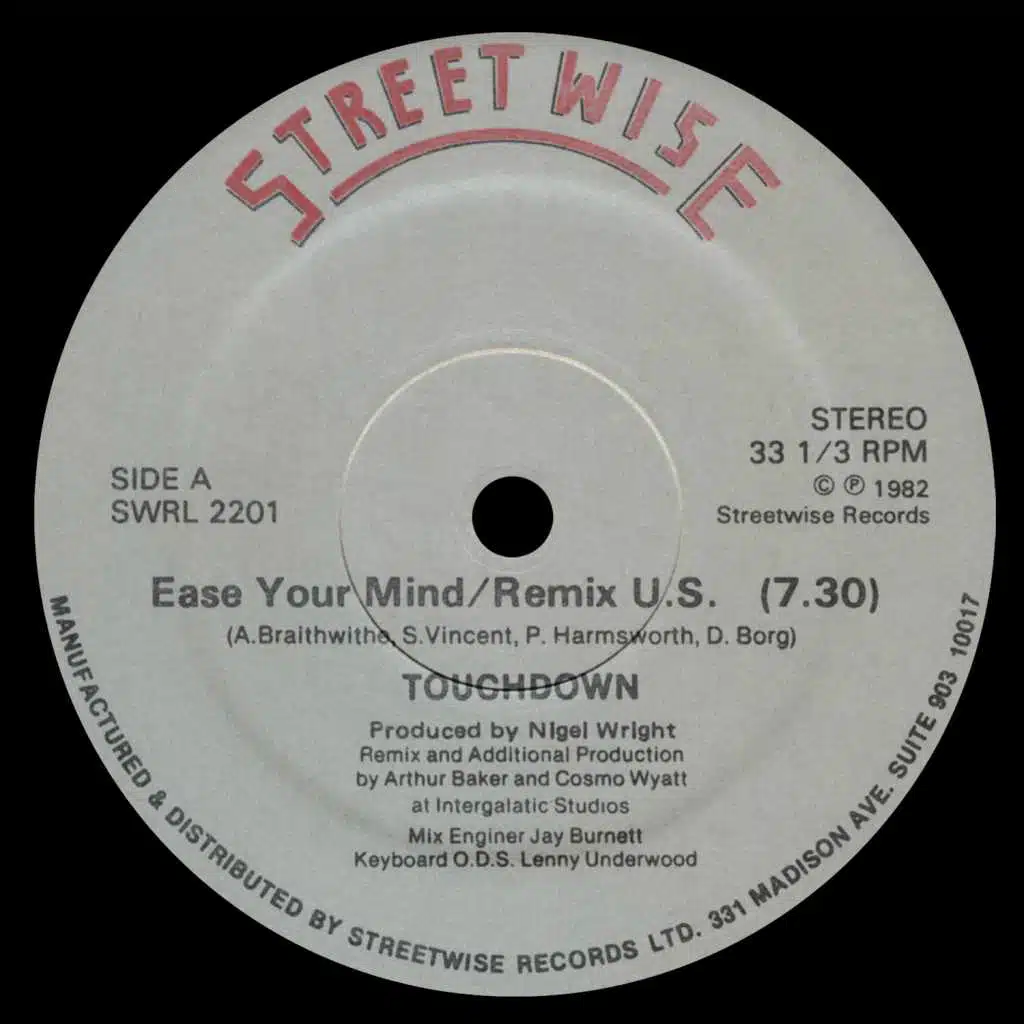 STREETWISE
STEREO
33 1/3 RPM
© ℗ 1982
Streetwise Records
SIDE A
SWRL 2201
Ease Your Mind/Remix U.S. (7.30)
(A.Braithwithe, S.Vincent, P. Harmsworth, D. Borg)
TOUCHDOWN
Produced by Nigel Wright
Remix and Additional Production
by Arthur Baker and Cosmo Wyatt
at Intergalatic Studios
Mix Enginer Jay Burnett
Keyboard O.D.S. Lenny Underwood
MANUFACTURED & DISTRIBUTED BY STREETWISE RECORDS LTD. 331 MADISON AVE. SUITE 903 10017